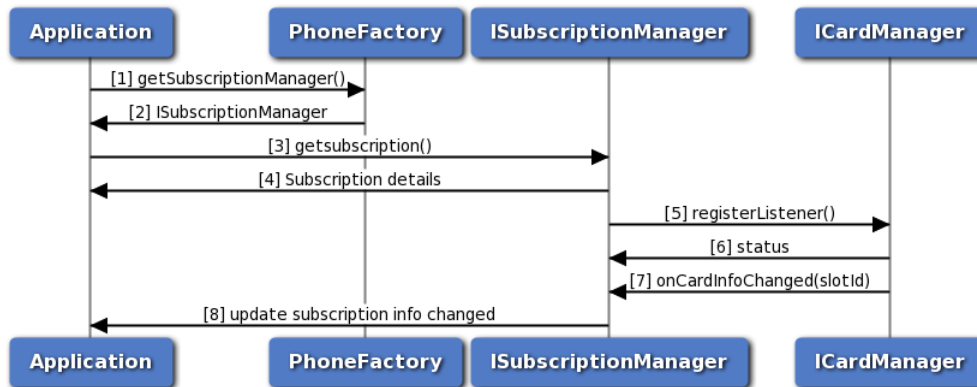 Application PhoneFactory ISubscriptionManager ICardManager
[1] getSubscriptionManager()
[2] ISubscriptionManager
[3] getsubscription()
[4] Subscription details
[5] registerListener()
[6] status
[7] onCardInfoChanged(slotId)
[8] update subscription info changed
Application PhoneFactory ISubscriptionManager ICardManager